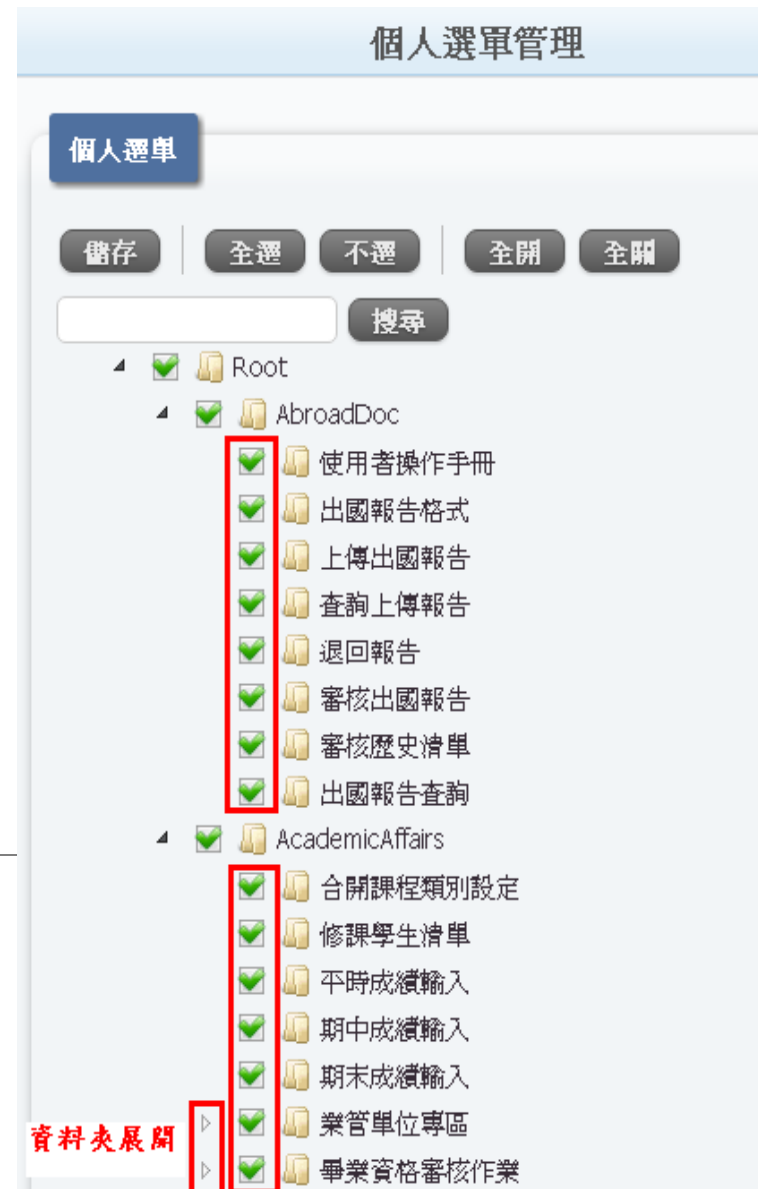 個人選單管理
個人選單
儲存 全選 不選 全開 全關
搜尋
Root
AbroadDoc
使用者操作手冊
出國報告格式
上傳出國報告
查詢上傳報告
退回報告
審核出國報告
審核歷史清單
出國報告查詢
AcademicAffairs
合開課程類別設定
修課學生清單
平時成績輸入
期中成績輸入
期末成績輸入
資料夾展開 業管單位專區
畢業資格審核作業